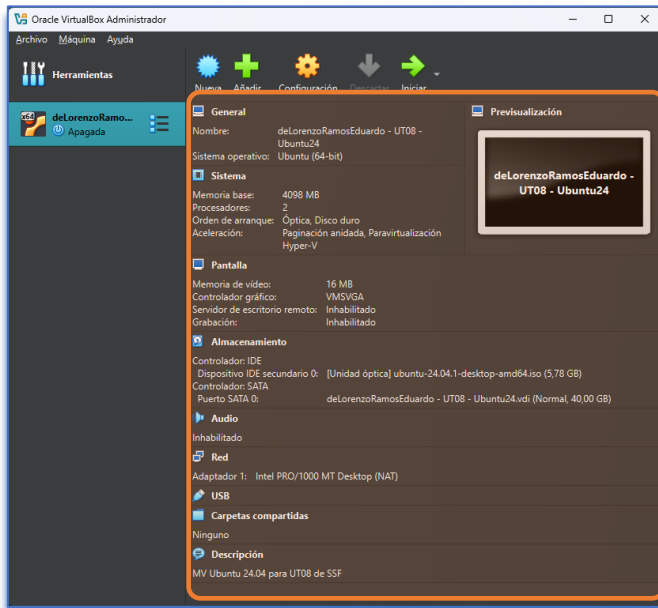 Oracle VirtualBox Administrador
Archivo Máquina Ayuda
Herramientas
Nueva Añadir Configuración Descartar Iniciar
x64
deLorenzoRamo...
Apagada
General
Nombre: deLorenzoRamosEduardo - UT08 -
Ubuntu24
Sistema operativo: Ubuntu (64-bit)
Previsualización
deLorenzoRamosEduardo -
UT08 - Ubuntu24
Sistema
Memoria base: 4098 MB
Procesadores: 2
Orden de arranque: Óptica, Disco duro
Aceleración: Paginación anidada, Paravirtualización
Hyper-V
Pantalla
Memoria de vídeo: 16 MB
Controlador gráfico: VMSVGA
Servidor de escritorio remoto: Inhabilitado
Grabación: Inhabilitado
Almacenamiento
Controlador: IDE
Dispositivo IDE secundario 0: [Unidad óptica] ubuntu-24.04.1-desktop-amd64.iso (5,78 GB)
Controlador: SATA
Puerto SATA 0: deLorenzoRamosEduardo - UT08 - Ubuntu24.vdi (Normal, 40,00 GB)
Audio
Inhabilitado
Red
Adaptador 1: Intel PRO/1000 MT Desktop (NAT)
USB
Carpetas compartidas
Ninguno
Descripción
MV Ubuntu 24.04 para UT08 de SSF